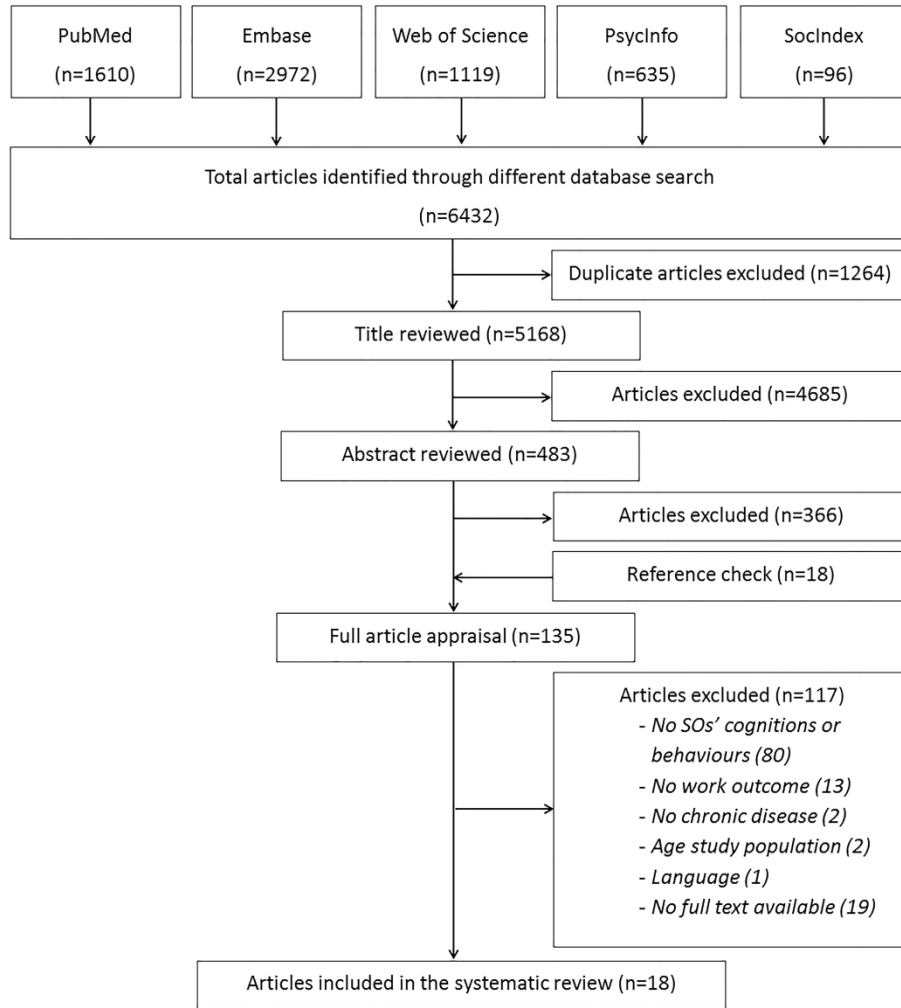 PubMed
(n=1610)
Embase
(n=2972)
Web of Science
(n=1119)
PsycInfo
(n=635)
SocIndex
(n=96)
Total articles identified through different database search
(n=6432)
Duplicate articles excluded (n=1264)
Title reviewed (n=5168)
Articles excluded (n=4685)
Abstract reviewed (n=483)
Articles excluded (n=366)
Reference check (n=18)
Full article appraisal (n=135)
Articles excluded (n=117)
- No SOs’ cognitions or
behaviours (80)
- No work outcome (13)
- No chronic disease (2)
- Age study population (2)
- Language (1)
- No full text available (19)
Articles included in the systematic review (n=18)